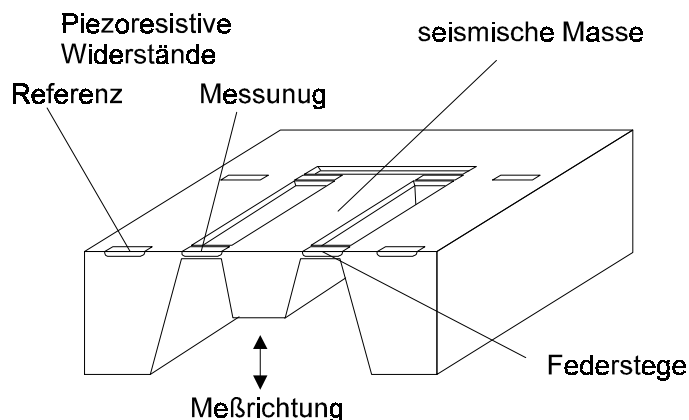 Piezoresistive
Widerstände
Referenz
Messunug
seismische Masse
Federstege
Meßrichtung